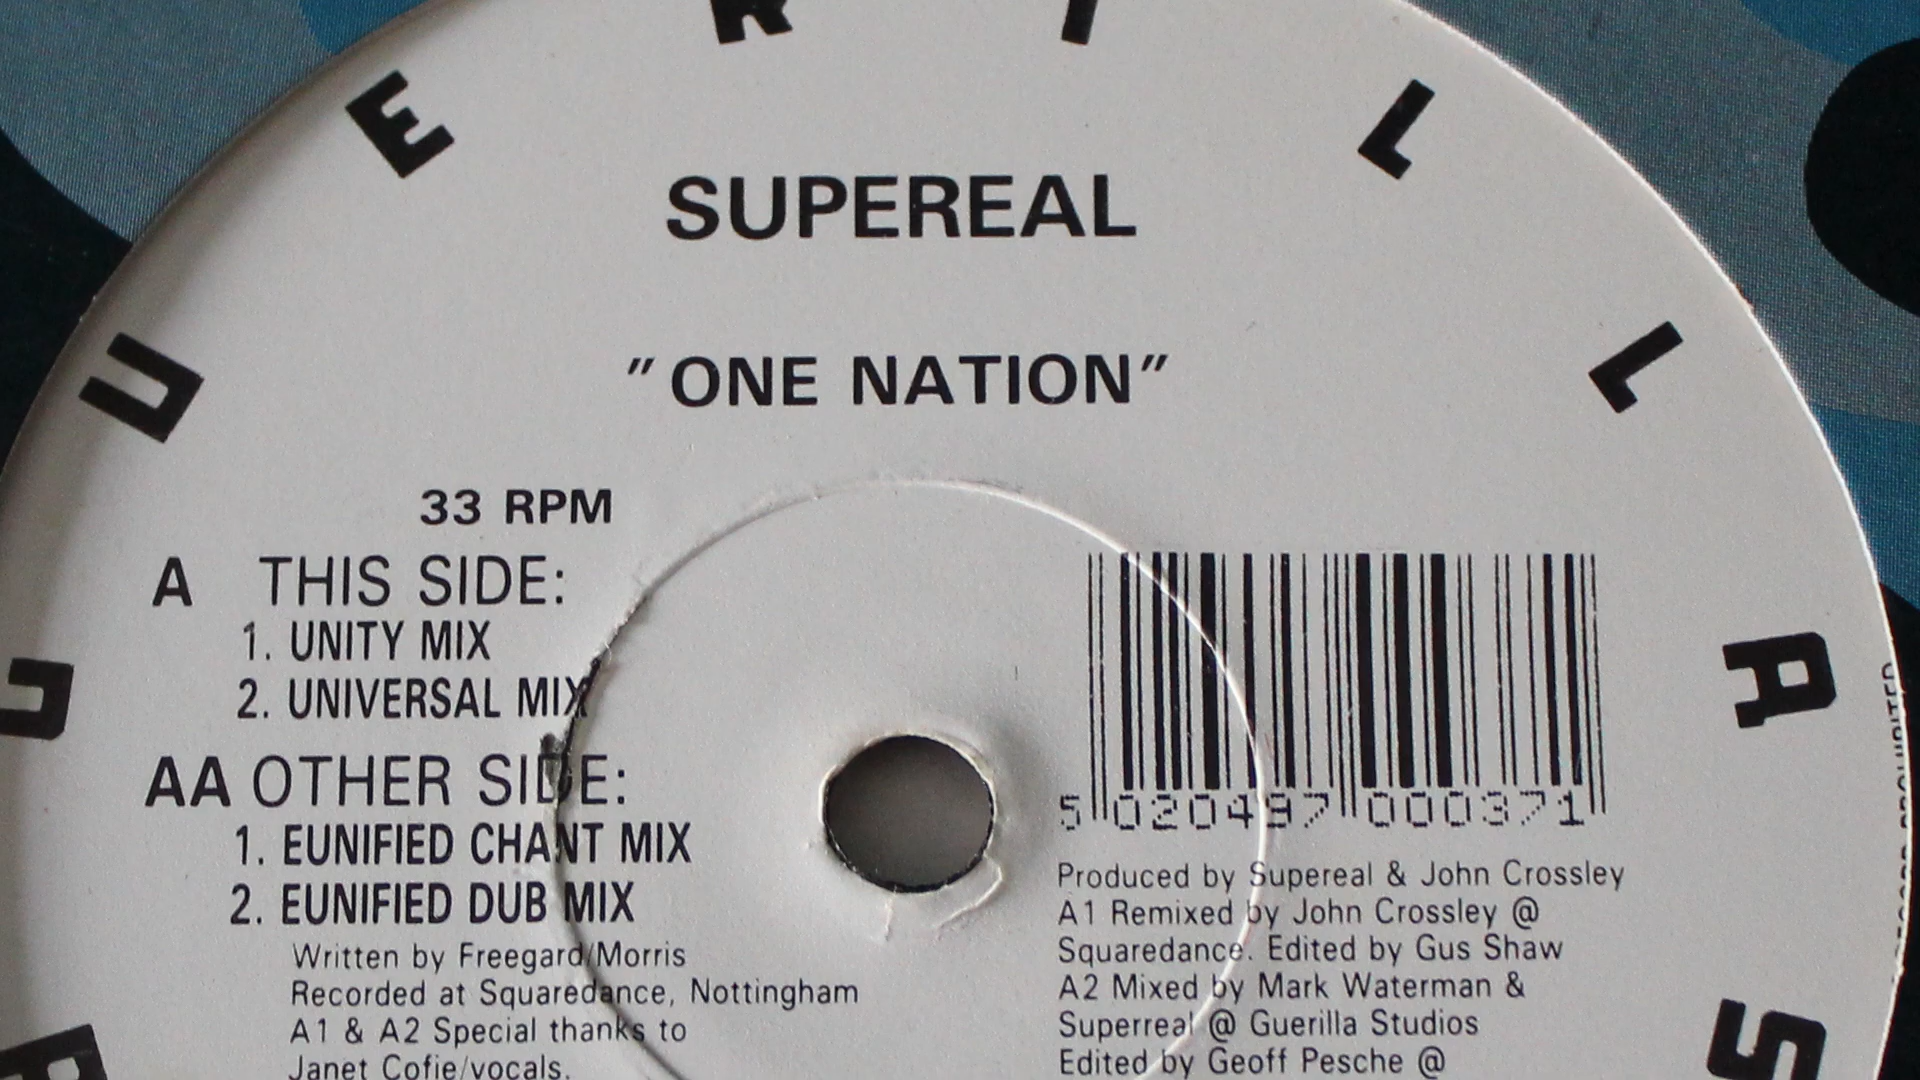 GUERILLA
SUPEREAL
"ONE NATION"
33 RPM
A THIS SIDE:
1. UNITY MIX
2. UNIVERSAL MIX
AA OTHER SIDE:
1. EUNIFIED CHANT MIX
2. EUNIFIED DUB MIX
Written by Freegard/Morris
Recorded at Squaredance, Nottingham
A1 & A2 Special thanks to
Janet Cofie/vocals.
5 020497 000371
Produced by Supereal & John Crossley
A1 Remixed by John Crossley @
Squaredance. Edited by Gus Shaw
A2 Mixed by Mark Waterman &
Superreal @ Guerilla Studios
Edited by Geoff Pesche @